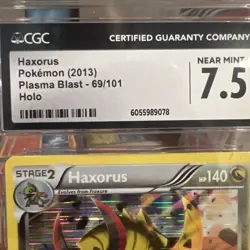 CGC
CERTIFIED GUARANTY COMPANY
Haxorus
Pokémon (2013)
Plasma Blast - 69/101
Holo
NEAR MINT
7.5
6055989078
STAGE2 Haxorus HP140
Evolves from Fraxure